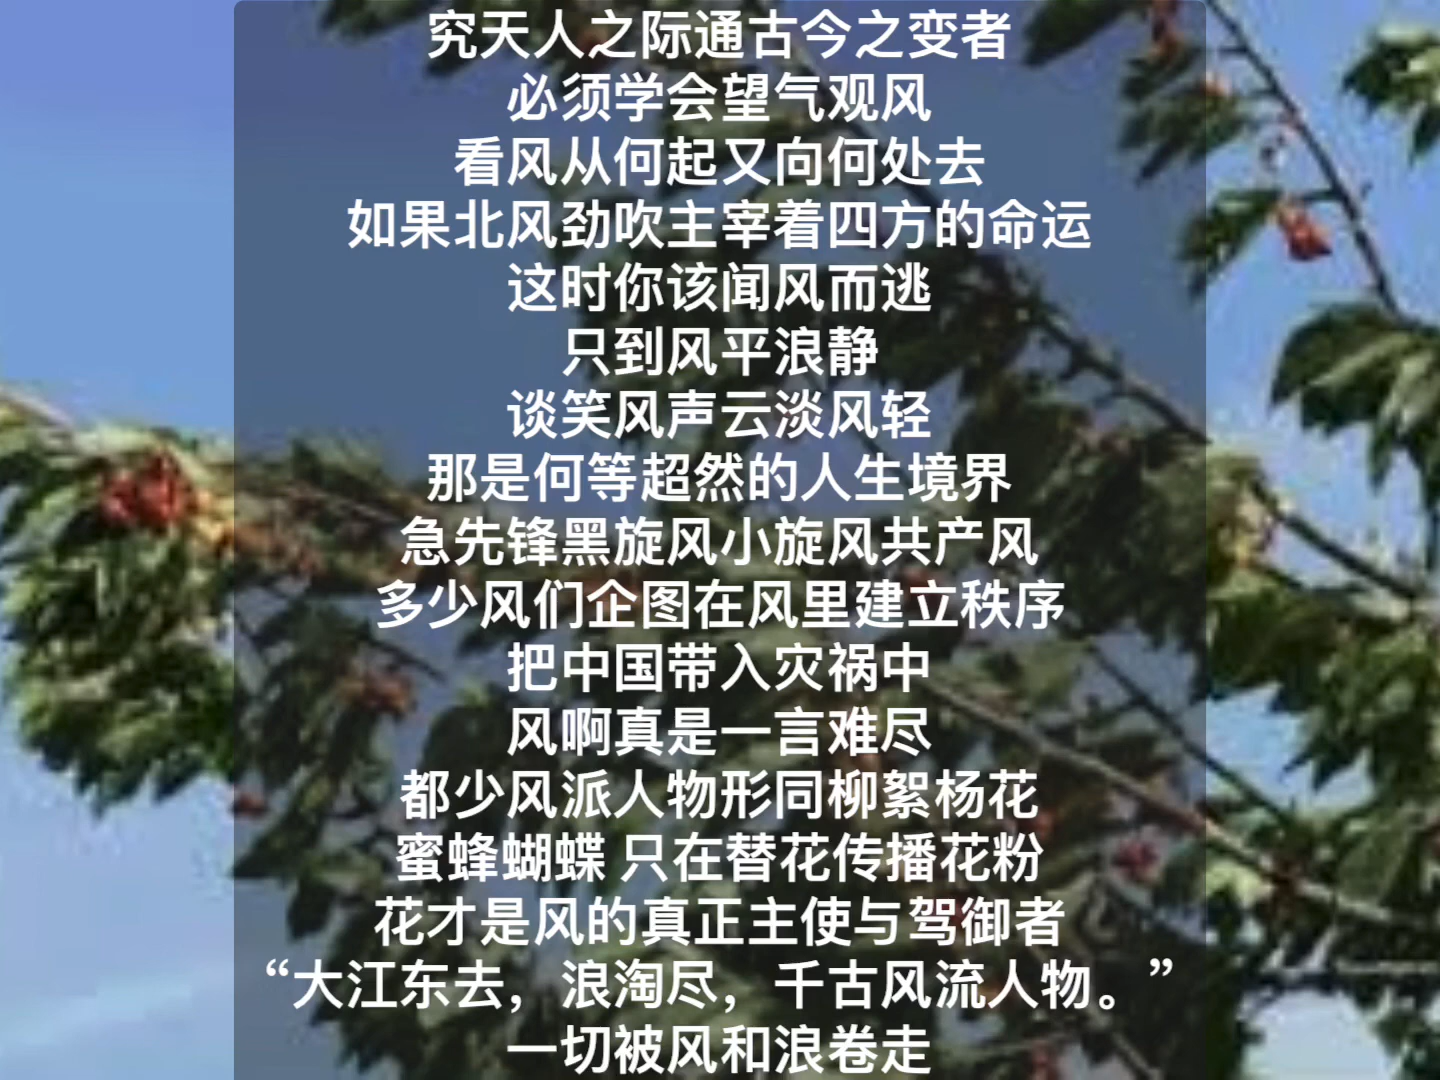 究天人之际通古今之变者
必须学会望气观风
看风从何起又向何处去
如果北风劲吹主宰着四方的命运
这时你该闻风而逃
只到风平浪静
谈笑风声云淡风轻
那是何等超然的人生境界
急先锋黑旋风小旋风共产风
多少风们企图在风里建立秩序
把中国带入灾祸中
风啊真是一言难尽
都少风派人物形同柳絮杨花
蜜蜂蝴蝶 只在替花传播花粉
花才是风的真正主使与驾御者
“大江东去，浪淘尽，千古风流人物。”
一切被风和浪卷走